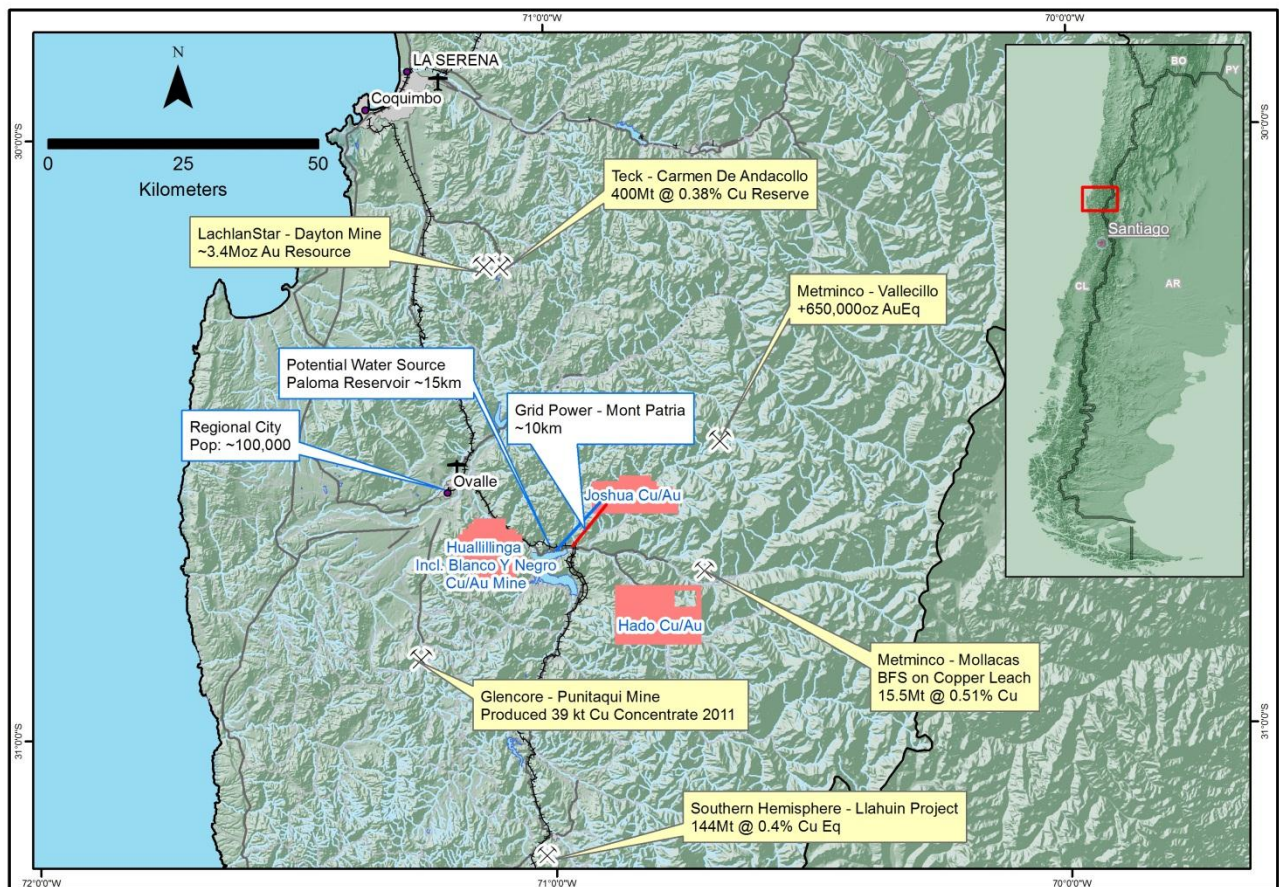 71°0'0"W
70°0'0"W
N
LA SERENA
Coquimbo
BO
PY
30°0'0"S
30°0'0"S
0
25
50
Kilometers
Teck - Carmen De Andacollo
400Mt @ 0.38% Cu Reserve
LachlanStar - Dayton Mine
~3.4Moz Au Resource
Santiago
CL
AR
Metminco - Vallecillo
+650,000oz AuEq
Potential Water Source
Paloma Reservoir ~15km
Grid Power - Mont Patria
~10km
Regional City
Pop: ~100,000
Ovalle
Joshua Cu/Au
Huallillinga
Incl. Blanco Y Negro
Cu/Au Mine
Hado Cu/Au
Metminco - Mollacas
BFS on Copper Leach
15.5Mt @ 0.51% Cu
Glencore - Punitaqui Mine
Produced 39 kt Cu Concentrate 2011
31°0'0"S
31°0'0"S
Southern Hemisphere - Llahuin Project
144Mt @ 0.4% Cu Eq
72°0'0"W
71°0'0"W
70°0'0"W